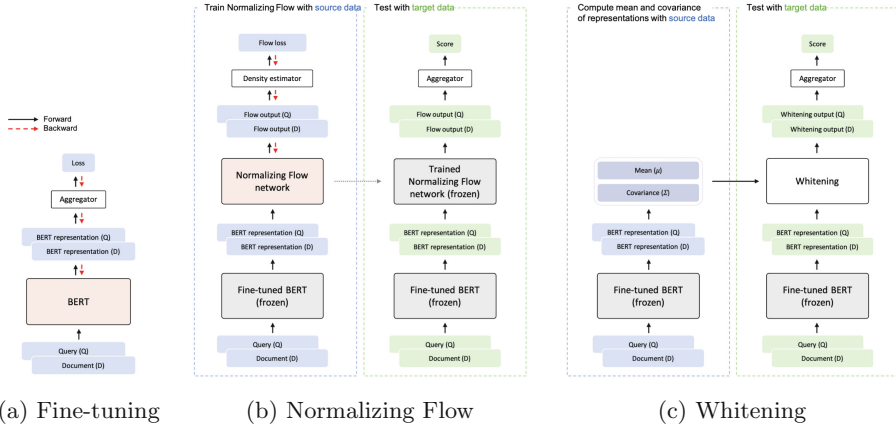 Forward
Backward
Loss
Aggregator
BERT representation (Q)
BERT representation (D)
BERT
Query (Q)
Document (D)
(a) Fine-tuning
Train Normalizing Flow with source data
Flow loss
Density estimator
Flow output (Q)
Flow output (D)
Normalizing Flow
network
BERT representation (Q)
BERT representation (D)
Fine-tuned BERT
(frozen)
Query (Q)
Document (D)
Test with target data
Score
Aggregator
Flow output (Q)
Flow output (D)
Trained
Normalizing Flow
network (frozen)
BERT representation (Q)
BERT representation (D)
Fine-tuned BERT
(frozen)
Query (Q)
Document (D)
(b) Normalizing Flow
Compute mean and covariance
of representations with source data
Mean (μ)
Covariance (Σ)
BERT representation (Q)
BERT representation (D)
Fine-tuned BERT
(frozen)
Query (Q)
Document (D)
Test with target data
Score
Aggregator
Whitening output (Q)
Whitening output (D)
Whitening
BERT representation (Q)
BERT representation (D)
Fine-tuned BERT
(frozen)
Query (Q)
Document (D)
(c) Whitening